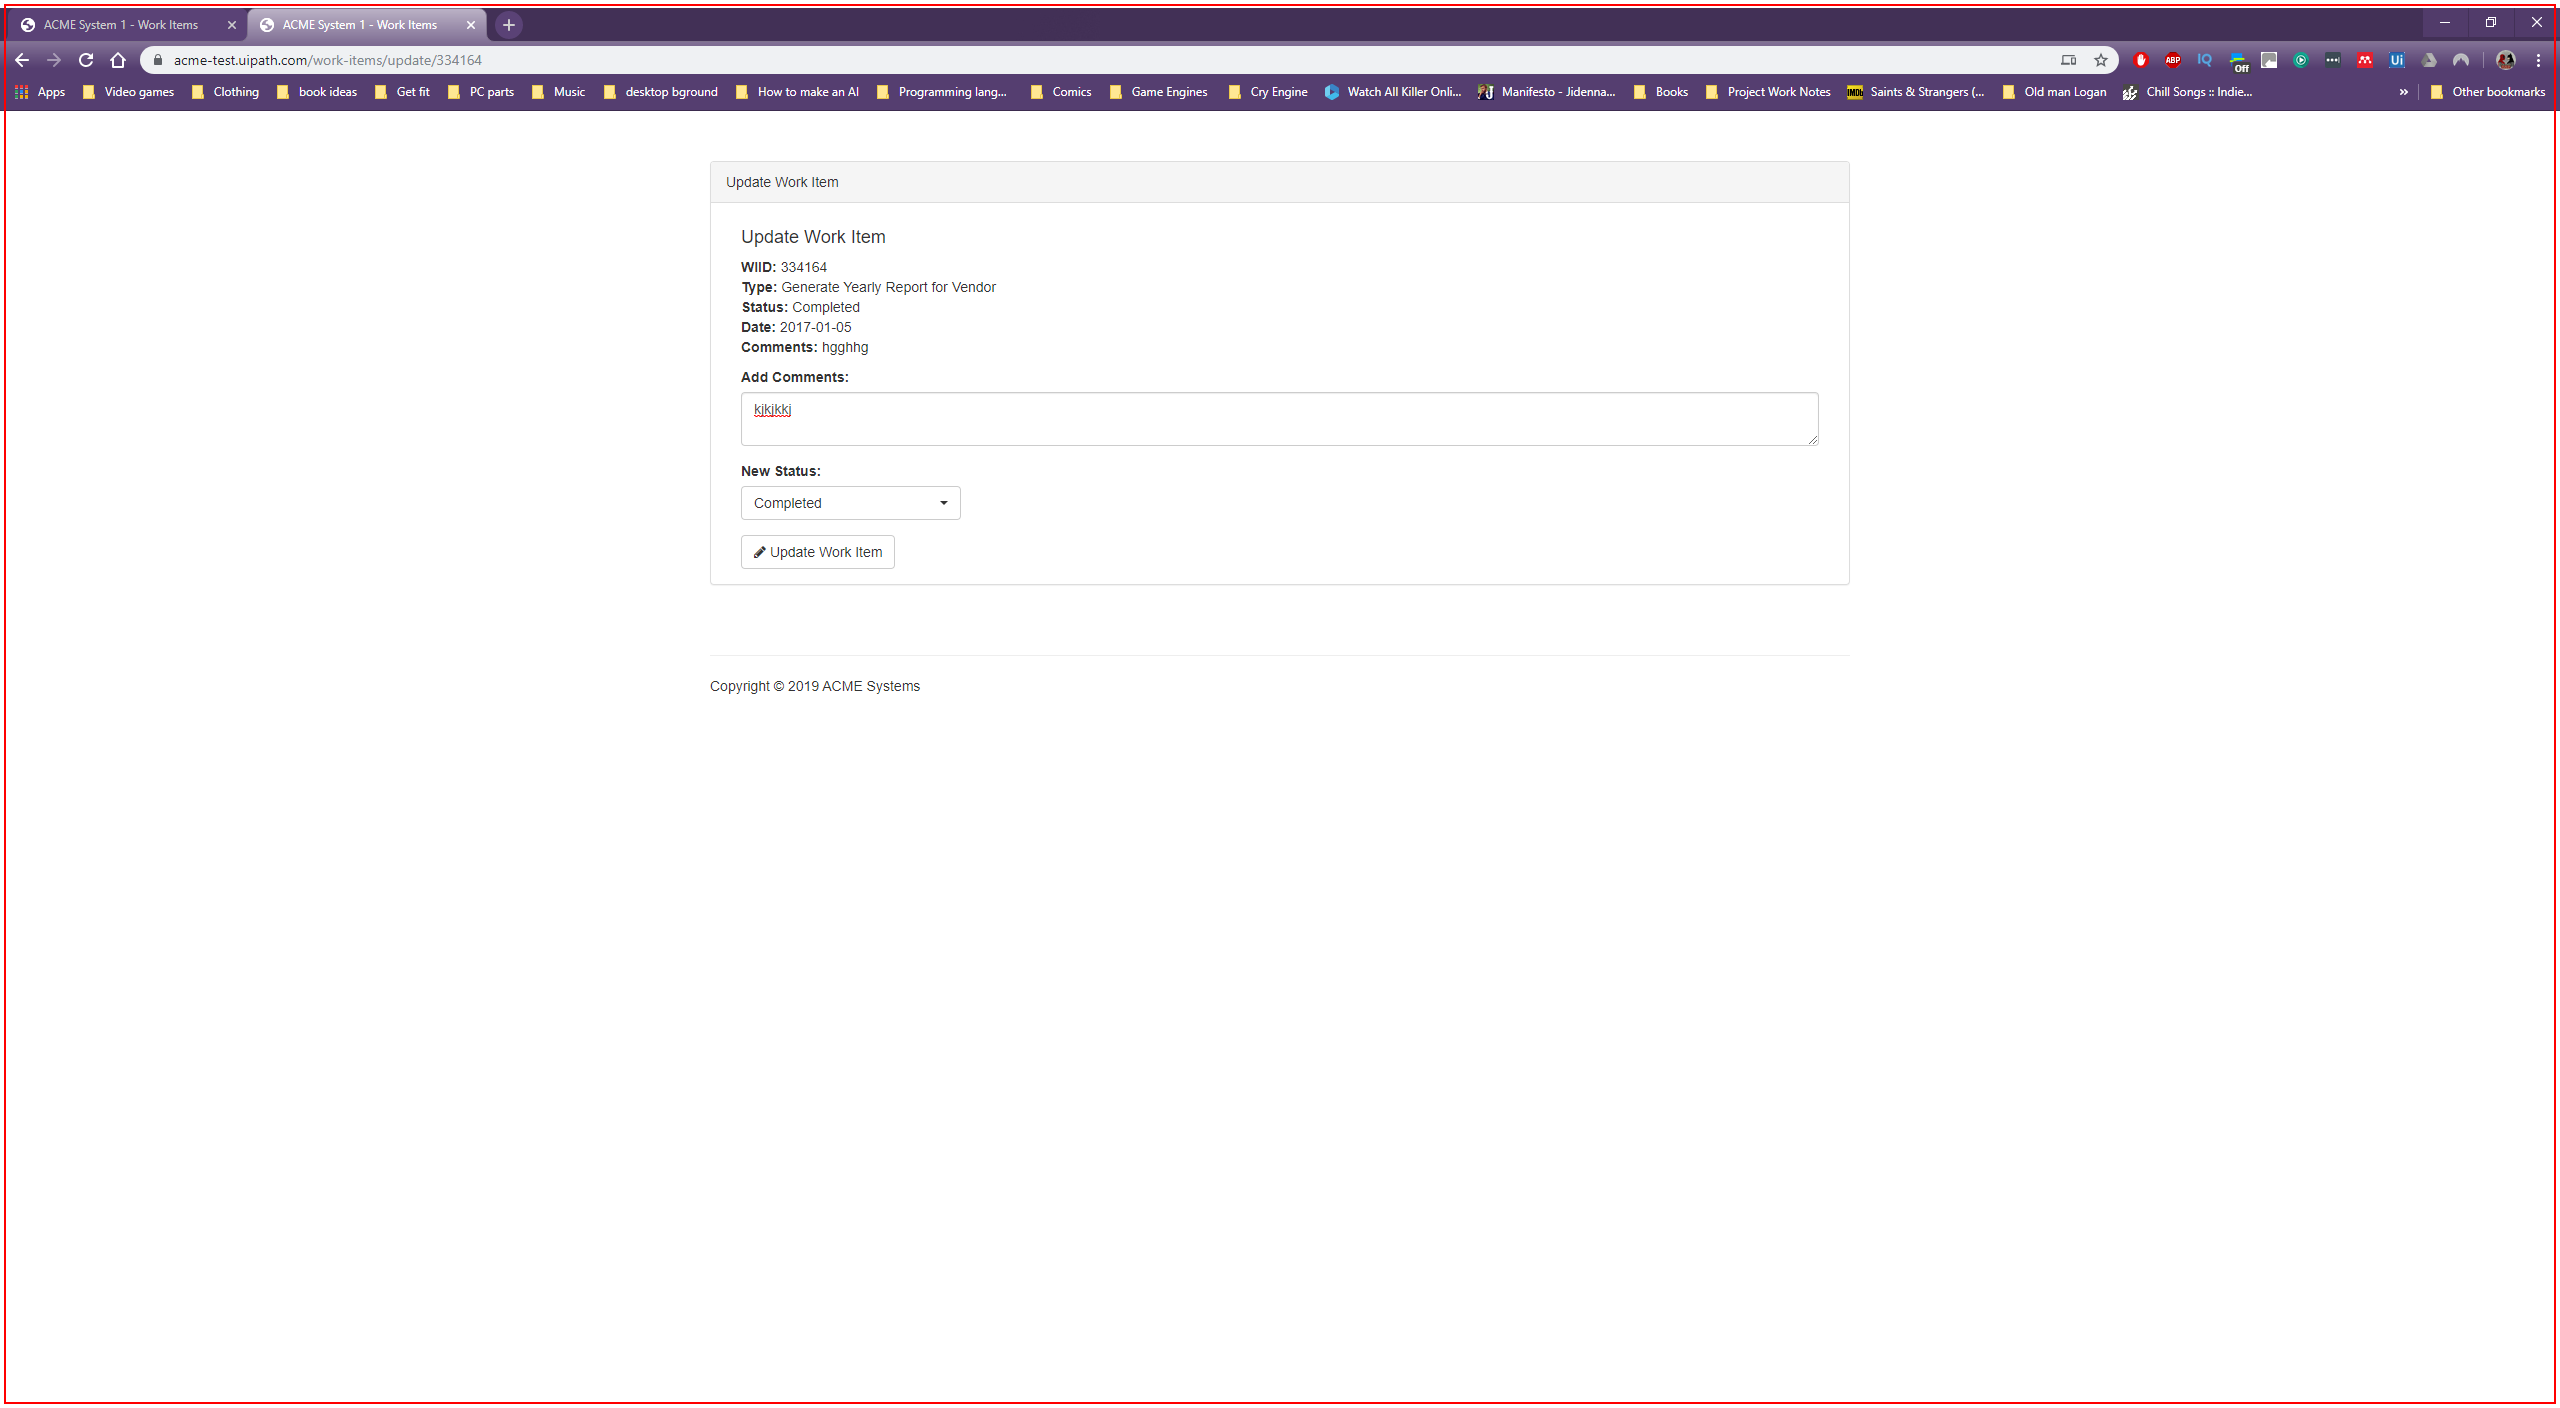 ACME System 1 - Work Items
ACME System 1 - Work Items
acme-test.uipath.com/work-items/update/334164
ABP
IQ
Off
Ui
Apps
Video games
Clothing
book ideas
Get fit
PC parts
Music
desktop bground
How to make an AI
Programming lang...
Comics
Game Engines
Cry Engine
Watch All Killer Onli...
Manifesto - Jidenna...
Books
Project Work Notes
IMDb
Saints & Strangers (...
Old man Logan
Chill Songs :: Indie...
»
Other bookmarks
Update Work Item
Update Work Item
WIID: 334164
Type: Generate Yearly Report for Vendor
Status: Completed
Date: 2017-01-05
Comments: hgghhg
Add Comments:
kjkjkkj
New Status:
Completed
Update Work Item
Copyright © 2019 ACME Systems